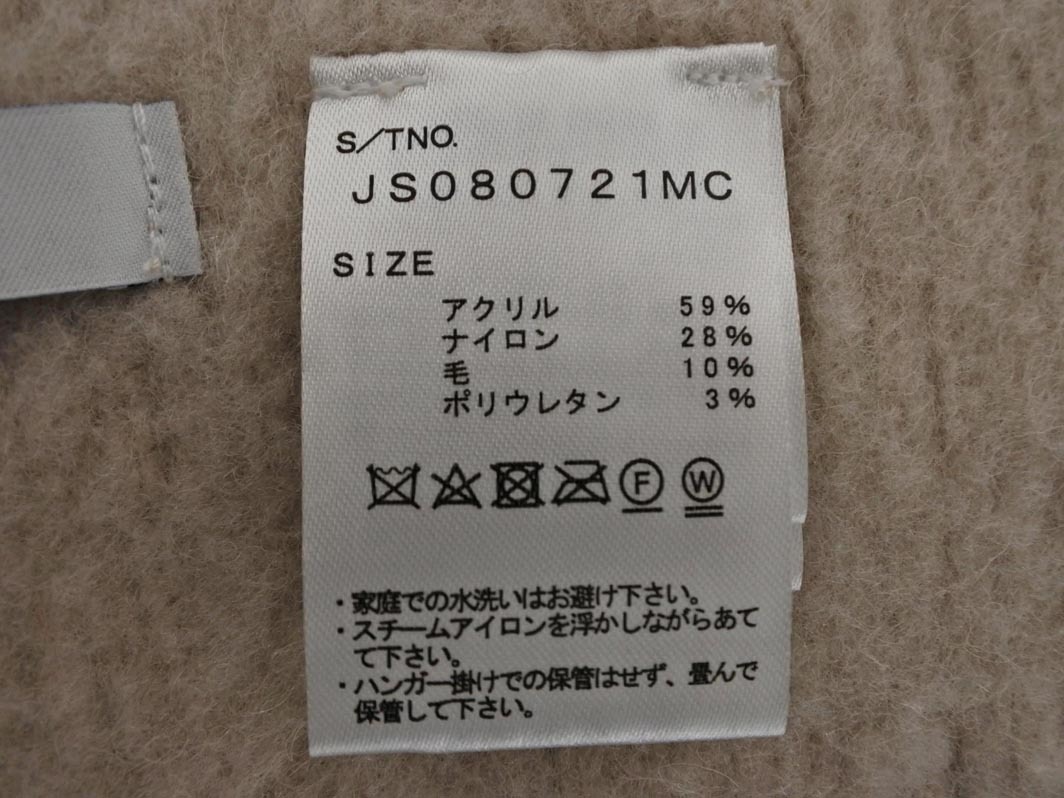 S/TNO.
JS080721MC
SIZE
アクリル 59%
ナイロン 28%
毛 10%
ポリウレタン 3%
F W
・家庭での水洗いはお避け下さい。
・スチームアイロンを浮かしながらあて
て下さい。
・ハンガー掛けでの保管はせず、畳んで
保管して下さい。